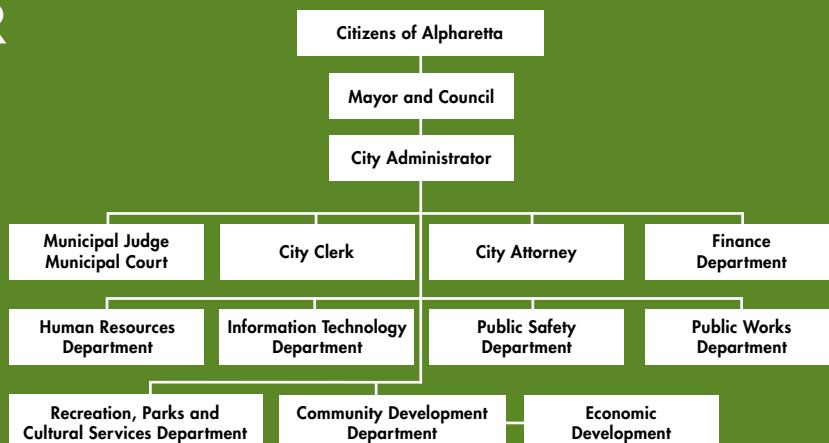 R
Citizens of Alpharetta
Mayor and Council
City Administrator
Municipal Judge
Municipal Court
City Clerk
City Attorney
Finance
Department
Human Resources
Department
Information Technology
Department
Public Safety
Department
Public Works
Department
Recreation, Parks and
Cultural Services Department
Community Development
Department
Economic
Development